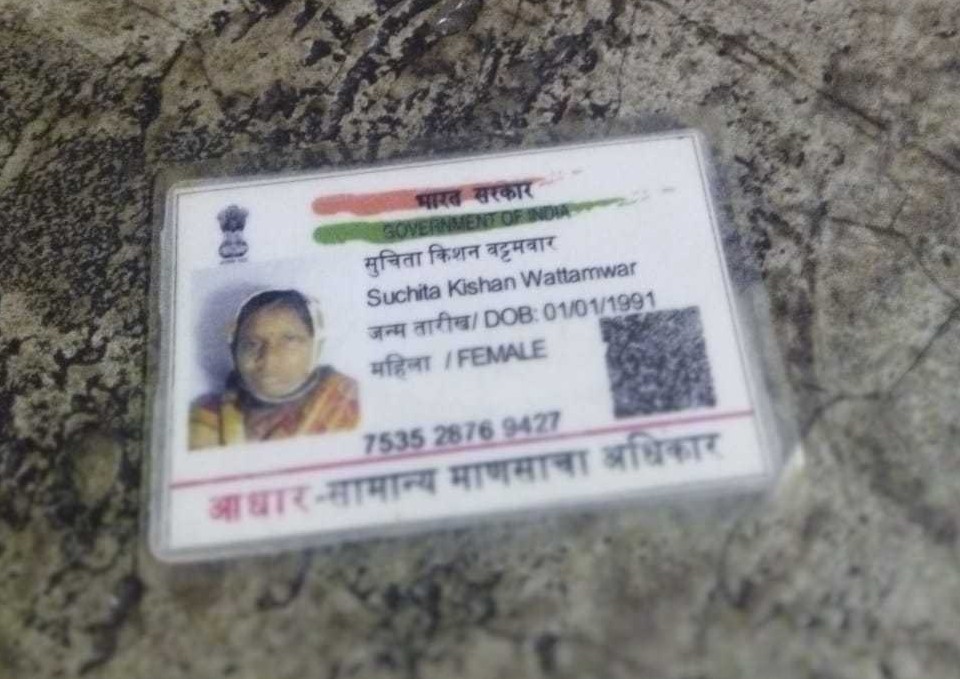 भारत सरकार
GOVERNMENT OF INDIA
सुचिता किशन वट्टमवार
Suchita Kishan Wattamwar
जन्म तारीख/ DOB: 01/01/1991
महिला / FEMALE
7535 2876 9427
आधार-सामान्य माणसाचा अधिकार